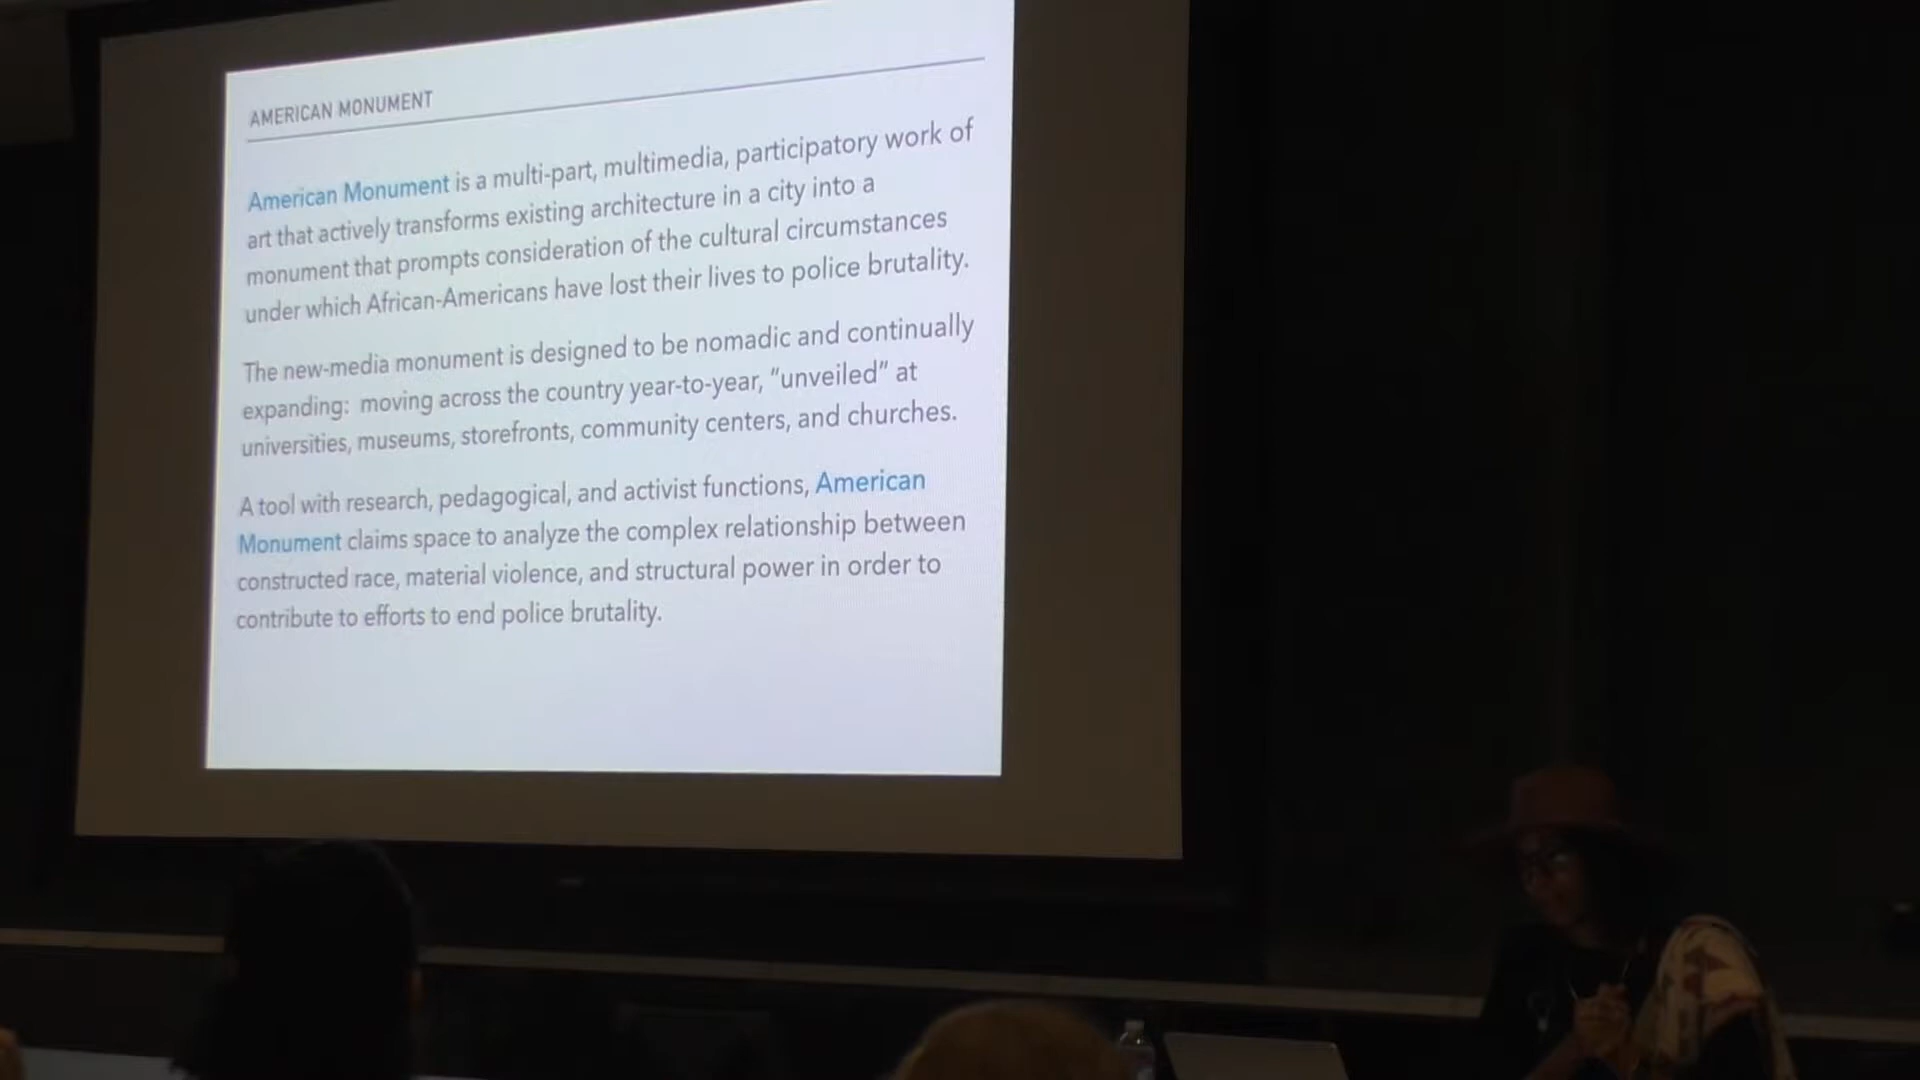 AMERICAN MONUMENT
American Monument is a multi-part, multimedia, participatory work of
art that actively transforms existing architecture in a city into a
monument that prompts consideration of the cultural circumstances
under which African-Americans have lost their lives to police brutality.
The new-media monument is designed to be nomadic and continually
expanding: moving across the country year-to-year, “unveiled” at
universities, museums, storefronts, community centers, and churches.
A tool with research, pedagogical, and activist functions, American
Monument claims space to analyze the complex relationship between
constructed race, material violence, and structural power in order to
contribute to efforts to end police brutality.